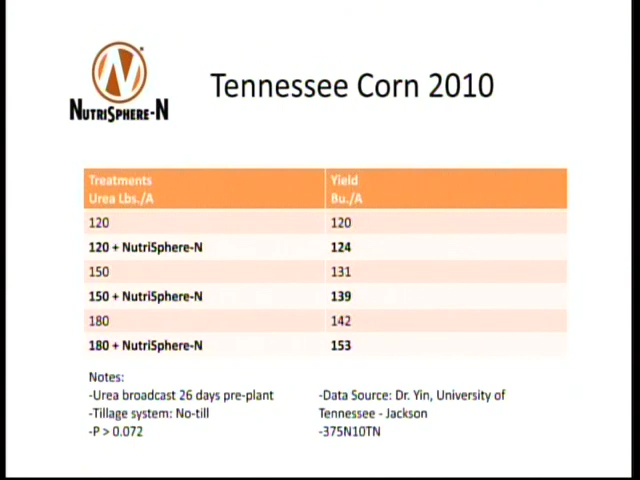 NUTRISPHERE-N
Tennessee Corn 2010
Treatments
Urea Lbs./A
Yield
Bu./A
120
120
120 + NutriSphere-N
124
150
131
150 + NutriSphere-N
139
180
142
180 + NutriSphere-N
153
Notes:
-Urea broadcast 26 days pre-plant
-Tillage system: No-till
-P > 0.072
-Data Source: Dr. Yin, University of
Tennessee - Jackson
-375N10TN